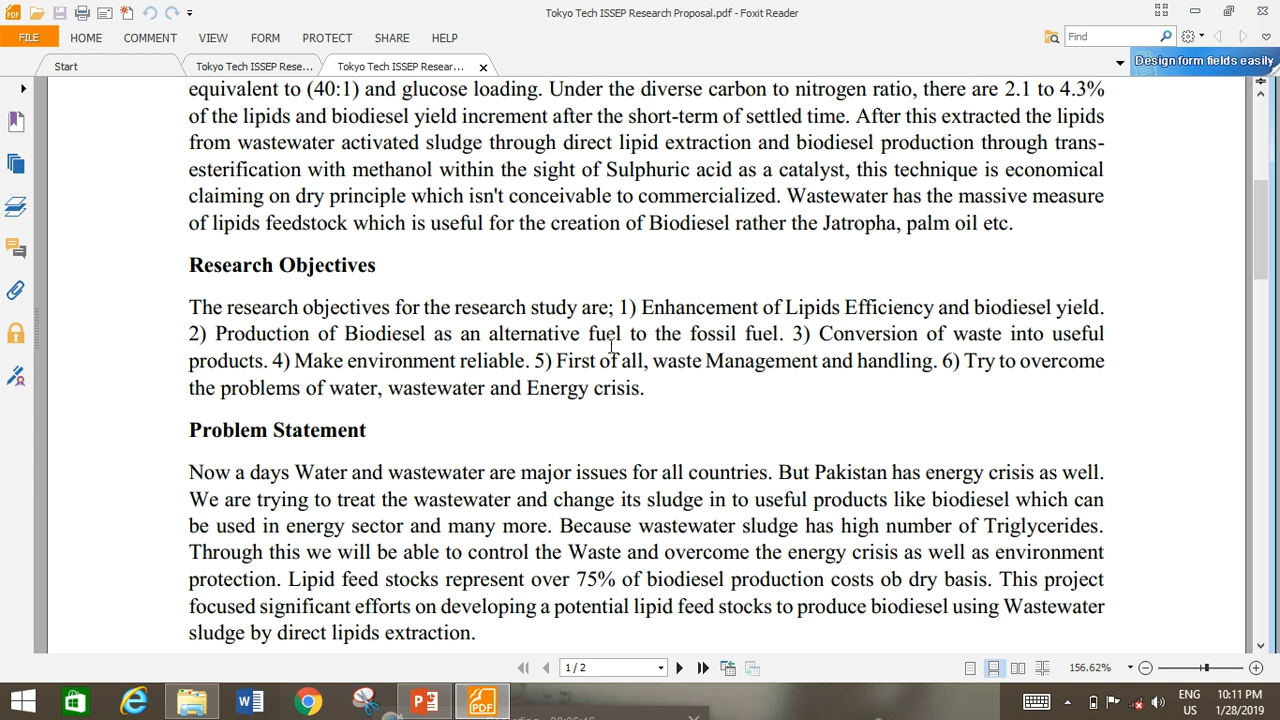 Tokyo Tech ISSEP Research Proposal.pdf - Foxit Reader
FILE HOME COMMENT VIEW FORM PROTECT SHARE HELP
Find
Start
Tokyo Tech ISSEP Rese...
Tokyo Tech ISSEP Resear...
Design form fields easily
equivalent to (40:1) and glucose loading. Under the diverse carbon to nitrogen ratio, there are 2.1 to 4.3%
of the lipids and biodiesel yield increment after the short-term of settled time. After this extracted the lipids
from wastewater activated sludge through direct lipid extraction and biodiesel production through trans-
esterification with methanol within the sight of Sulphuric acid as a catalyst, this technique is economical
claiming on dry principle which isn't conceivable to commercialized. Wastewater has the massive measure
of lipids feedstock which is useful for the creation of Biodiesel rather the Jatropha, palm oil etc.
Research Objectives
The research objectives for the research study are; 1) Enhancement of Lipids Efficiency and biodiesel yield.
2) Production of Biodiesel as an alternative fuel to the fossil fuel. 3) Conversion of waste into useful
products. 4) Make environment reliable. 5) First of all, waste Management and handling. 6) Try to overcome
the problems of water, wastewater and Energy crisis.
Problem Statement
Now a days Water and wastewater are major issues for all countries. But Pakistan has energy crisis as well.
We are trying to treat the wastewater and change its sludge in to useful products like biodiesel which can
be used in energy sector and many more. Because wastewater sludge has high number of Triglycerides.
Through this we will be able to control the Waste and overcome the energy crisis as well as environment
protection. Lipid feed stocks represent over 75% of biodiesel production costs ob dry basis. This project
focused significant efforts on developing a potential lipid feed stocks to produce biodiesel using Wastewater
sludge by direct lipids extraction.
1 / 2
156.62%
ENG 10:11 PM
US 1/28/2019